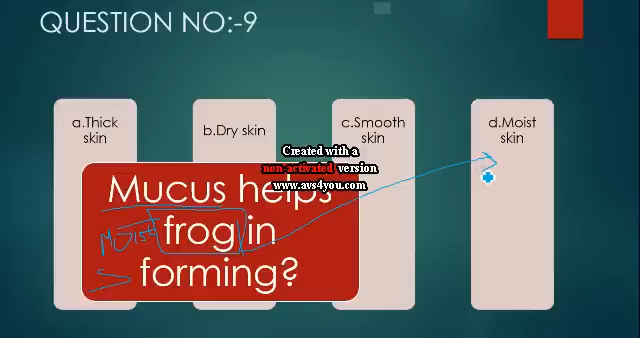 QUESTION NO:-9
a.Thick
skin
b.Dry skin
c.Smooth
skin
d.Moist
skin
Created with a
non-activated version
www.avs4you.com
Mucus helps
frog in
forming?
Moist
S